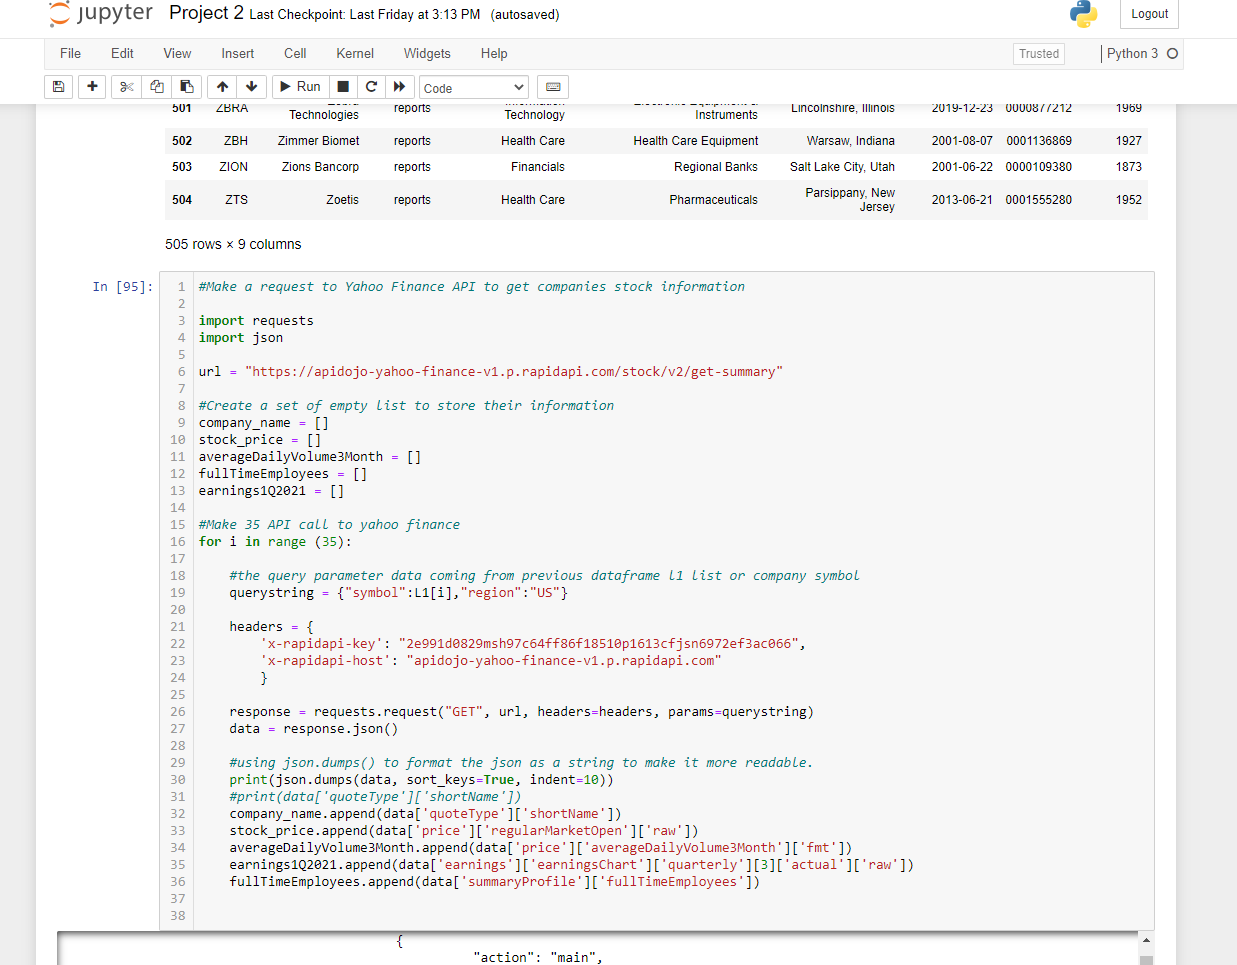 jupyter Project 2 Last Checkpoint: Last Friday at 3:13 PM (autosaved) Logout
File Edit View Insert Cell Kernel Widgets Help Trusted Python 3
Run Code
501 ZBRA Technologies reports Technology Instruments Lincolnshire, Illinois 2019-12-23 0000877212 1969
502 ZBH Zimmer Biomet reports Health Care Health Care Equipment Warsaw, Indiana 2001-08-07 0001136869 1927
503 ZION Zions Bancorp reports Financials Regional Banks Salt Lake City, Utah 2001-06-22 0000109380 1873
504 ZTS Zoetis reports Health Care Pharmaceuticals Parsippany, New Jersey 2013-06-21 0001555280 1952
505 rows × 9 columns
In [95]:
1 #Make a request to Yahoo Finance API to get companies stock information
2
3 import requests
4 import json
5
6 url = "https://apidojo-yahoo-finance-v1.p.rapidapi.com/stock/v2/get-summary"
7
8 #Create a set of empty list to store their information
9 company_name = []
10 stock_price = []
11 averageDailyVolume3Month = []
12 fullTimeEmployees = []
13 earnings1Q2021 = []
14
15 #Make 35 API call to yahoo finance
16 for i in range (35):
17
18 #the query parameter data coming from previous dataframe l1 list or company symbol
19 querystring = {"symbol":L1[i],"region":"US"}
20
21 headers = {
22 'x-rapidapi-key': "2e991d0829msh97c64ff86f18510p1613cfjsn6972ef3ac066",
23 'x-rapidapi-host': "apidojo-yahoo-finance-v1.p.rapidapi.com"
24 }
25
26 response = requests.request("GET", url, headers=headers, params=querystring)
27 data = response.json()
28
29 #using json.dumps() to format the json as a string to make it more readable.
30 print(json.dumps(data, sort_keys=True, indent=10))
31 #print(data['quoteType']['shortName'])
32 company_name.append(data['quoteType']['shortName'])
33 stock_price.append(data['price']['regularMarketOpen']['raw'])
34 averageDailyVolume3Month.append(data['price']['averageDailyVolume3Month']['fmt'])
35 earnings1Q2021.append(data['earnings']['earningsChart']['quarterly'][3]['actual']['raw'])
36 fullTimeEmployees.append(data['summaryProfile']['fullTimeEmployees'])
37
38
{
"action": "main",